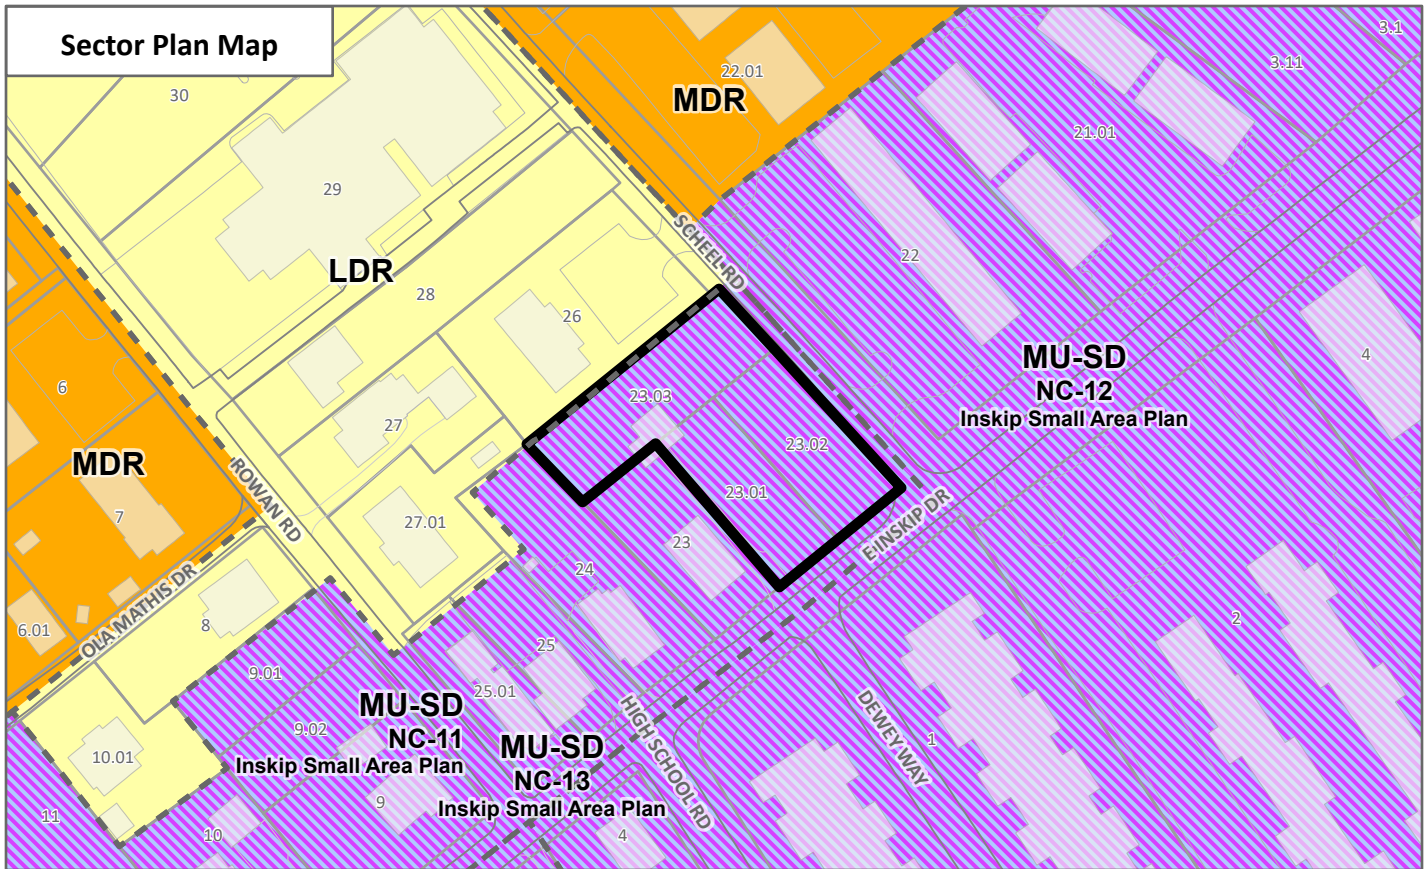 Sector Plan Map
3.1
3.11
22.01
30
MDR
21.01
29
SCHEEL RD
LDR
22
28
26
MU-SD
NC-12
Inskip Small Area Plan
4
6
23.03
27
23.02
MDR
ROWAN RD
23.01
7
27.01
E INSKIP DR
23
24
OLA MATHIS DR
8
6.01
2
25
9.01
25.01
MU-SD
NC-11
Inskip Small Area Plan
9.02
HIGH SCHOOL RD
DEWEY WAY
1
MU-SD
NC-13
Inskip Small Area Plan
10.01
9
11
10
4